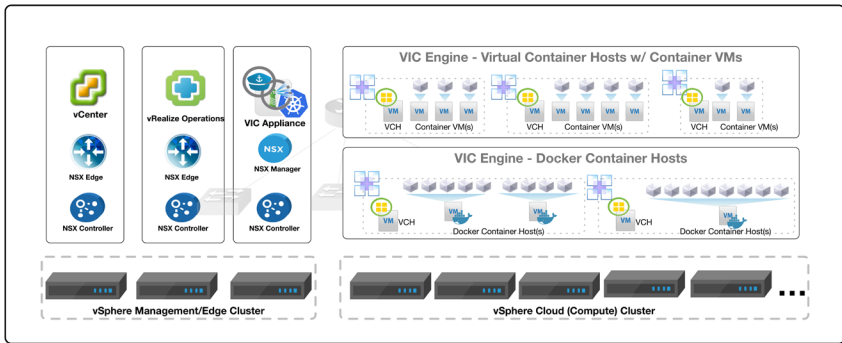 vCenter
NSX Edge
NSX Controller
vRealize Operations
NSX Edge
NSX Controller
VIC Appliance
NSX
NSX Manager
NSX Controller
VIC Engine - Virtual Container Hosts w/ Container VMs
VM VM VM VM
VCH Container VM(s)
VM VM VM VM VM
VCH Container VM(s)
VM VM VM
VCH Container VM(s)
VIC Engine - Docker Container Hosts
VM VCH
VM VM
Docker Container Host(s)
VM VCH
VM
Docker Container Host(s)
vSphere Management/Edge Cluster
vSphere Cloud (Compute) Cluster
...